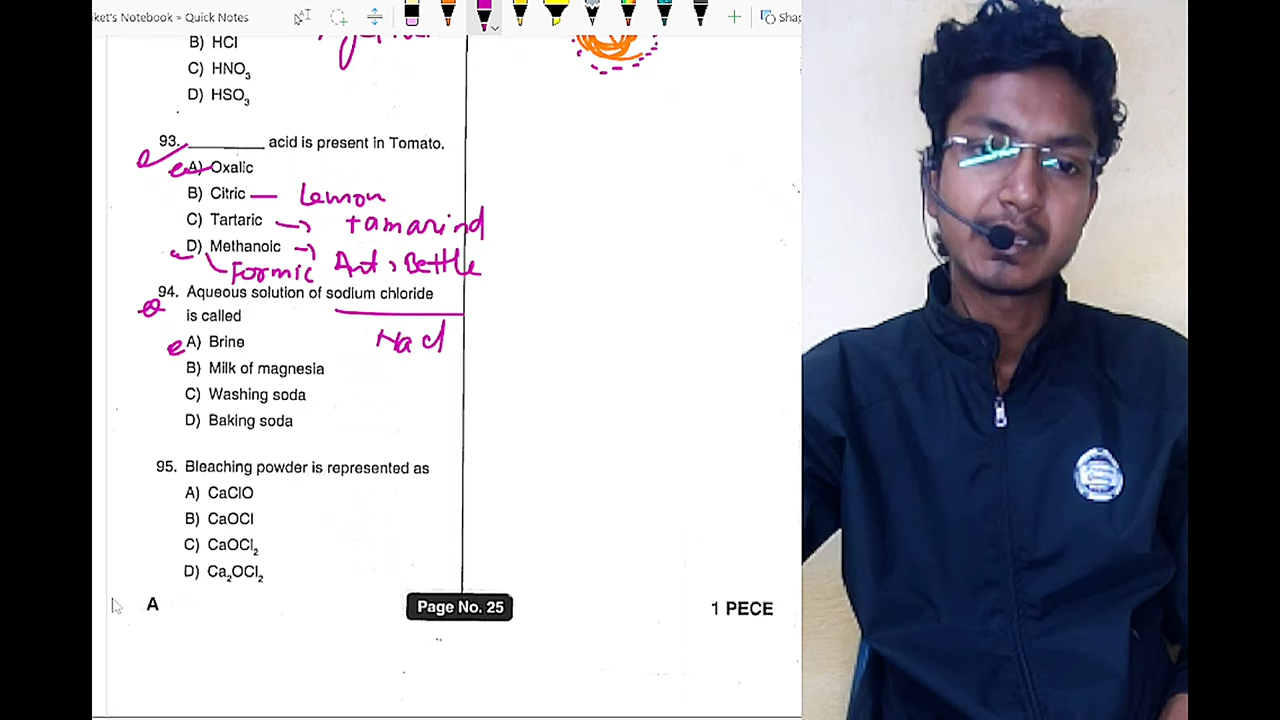 ket's Notebook » Quick Notes
Shap
B) HCl
C) HNO₃
D) HSO₃
93. ________ acid is present in Tomato.
A) Oxalic
B) Citric — Lemon
C) Tartaric → tamarind
D) Methanoic → Ant, Bettle
Formic
94. Aqueous solution of sodium chloride
is called
NaCl
A) Brine
B) Milk of magnesia
C) Washing soda
D) Baking soda
95. Bleaching powder is represented as
A) CaClO
B) CaOCl
C) CaOCl₂
D) Ca₂OCl₂
A
Page No. 25
1 PECE